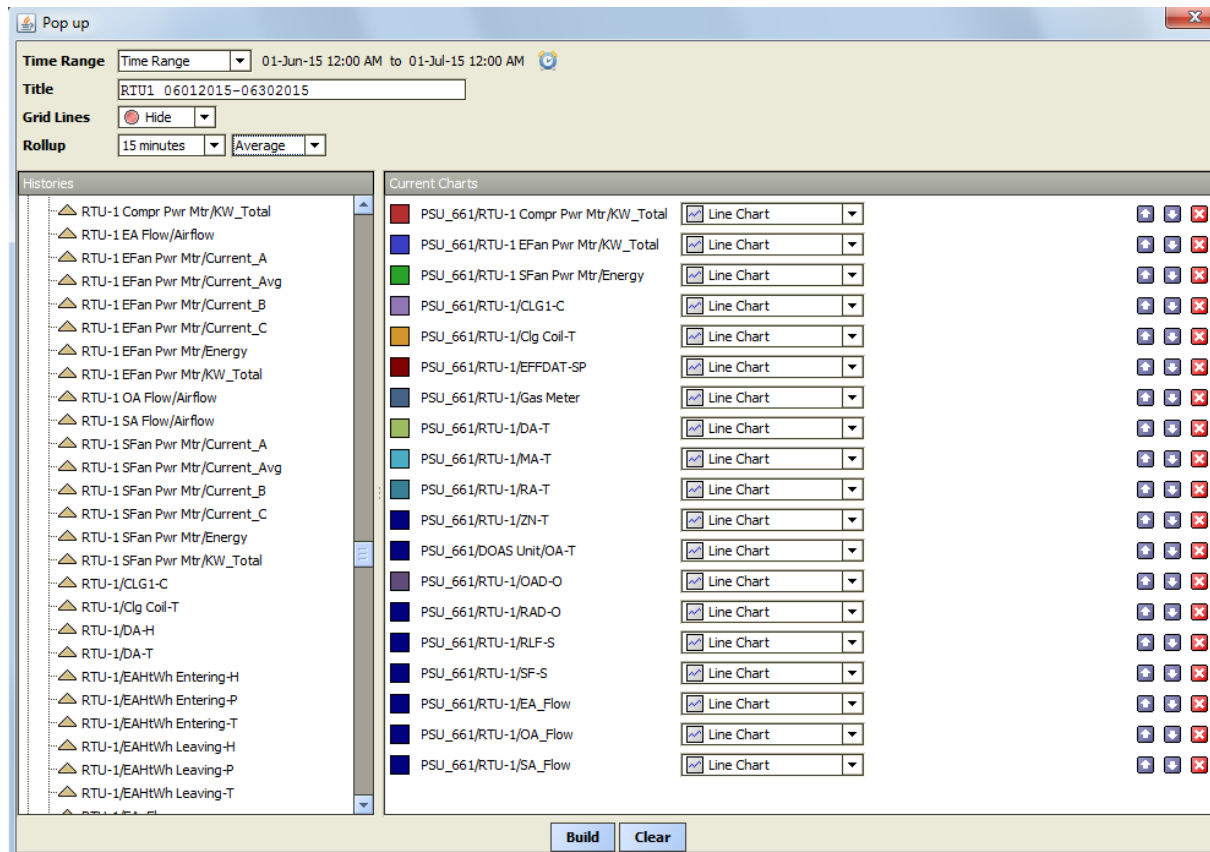 Pop up
Time Range Time Range 01-Jun-15 12:00 AM to 01-Jul-15 12:00 AM
Title RTU1 06012015-06302015
Grid Lines Hide
Rollup 15 minutes Average
Histories
RTU-1 Compr Pwr Mtr/KW_Total
RTU-1 EA Flow/Airflow
RTU-1 EFan Pwr Mtr/Current_A
RTU-1 EFan Pwr Mtr/Current_Avg
RTU-1 EFan Pwr Mtr/Current_B
RTU-1 EFan Pwr Mtr/Current_C
RTU-1 EFan Pwr Mtr/Energy
RTU-1 EFan Pwr Mtr/KW_Total
RTU-1 OA Flow/Airflow
RTU-1 SA Flow/Airflow
RTU-1 SFan Pwr Mtr/Current_A
RTU-1 SFan Pwr Mtr/Current_Avg
RTU-1 SFan Pwr Mtr/Current_B
RTU-1 SFan Pwr Mtr/Current_C
RTU-1 SFan Pwr Mtr/Energy
RTU-1 SFan Pwr Mtr/KW_Total
RTU-1/CLG1-C
RTU-1/Clg Coil-T
RTU-1/DA-H
RTU-1/DA-T
RTU-1/EAHtWh Entering-H
RTU-1/EAHtWh Entering-P
RTU-1/EAHtWh Entering-T
RTU-1/EAHtWh Leaving-H
RTU-1/EAHtWh Leaving-P
RTU-1/EAHtWh Leaving-T
Current Charts
PSU_661/RTU-1 Compr Pwr Mtr/KW_Total Line Chart
PSU_661/RTU-1 EFan Pwr Mtr/KW_Total Line Chart
PSU_661/RTU-1 SFan Pwr Mtr/Energy Line Chart
PSU_661/RTU-1/CLG1-C Line Chart
PSU_661/RTU-1/Clg Coil-T Line Chart
PSU_661/RTU-1/EFFDAT-SP Line Chart
PSU_661/RTU-1/Gas Meter Line Chart
PSU_661/RTU-1/DA-T Line Chart
PSU_661/RTU-1/MA-T Line Chart
PSU_661/RTU-1/RA-T Line Chart
PSU_661/RTU-1/ZN-T Line Chart
PSU_661/DOAS Unit/OA-T Line Chart
PSU_661/RTU-1/OAD-O Line Chart
PSU_661/RTU-1/RAD-O Line Chart
PSU_661/RTU-1/RLF-S Line Chart
PSU_661/RTU-1/SF-S Line Chart
PSU_661/RTU-1/EA_Flow Line Chart
PSU_661/RTU-1/OA_Flow Line Chart
PSU_661/RTU-1/SA_Flow Line Chart
Build Clear